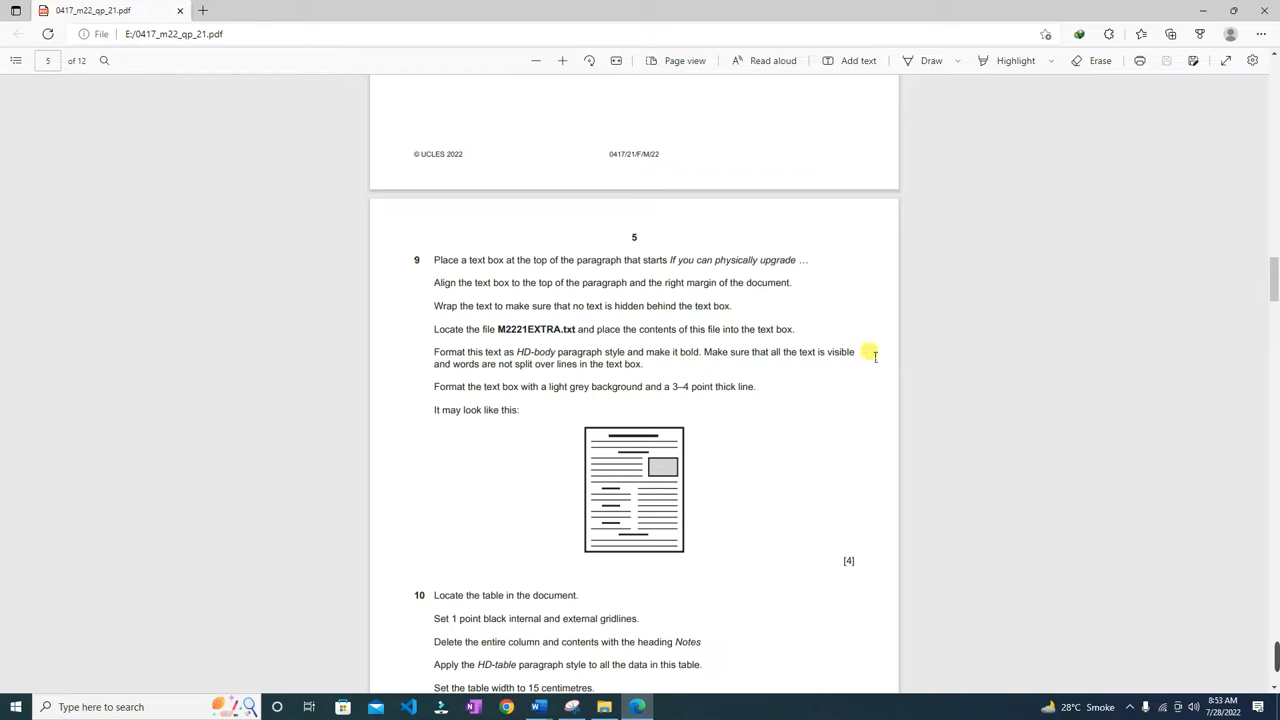 0417_m22_qp_21.pdf
File E:/0417_m22_qp_21.pdf
5 of 12 Page view Read aloud Add text Draw Highlight Erase
© UCLES 2022 0417/21/F/M/22
5
9 Place a text box at the top of the paragraph that starts If you can physically upgrade …
Align the text box to the top of the paragraph and the right margin of the document.
Wrap the text to make sure that no text is hidden behind the text box.
Locate the file M2221EXTRA.txt and place the contents of this file into the text box.
Format this text as HD-body paragraph style and make it bold. Make sure that all the text is visible
and words are not split over lines in the text box.
Format the text box with a light grey background and a 3–4 point thick line.
It may look like this:
[4]
10 Locate the table in the document.
Set 1 point black internal and external gridlines.
Delete the entire column and contents with the heading Notes
Apply the HD-table paragraph style to all the data in this table.
Set the table width to 15 centimetres.
Type here to search
28°C Smoke
8:53 AM
7/28/2022